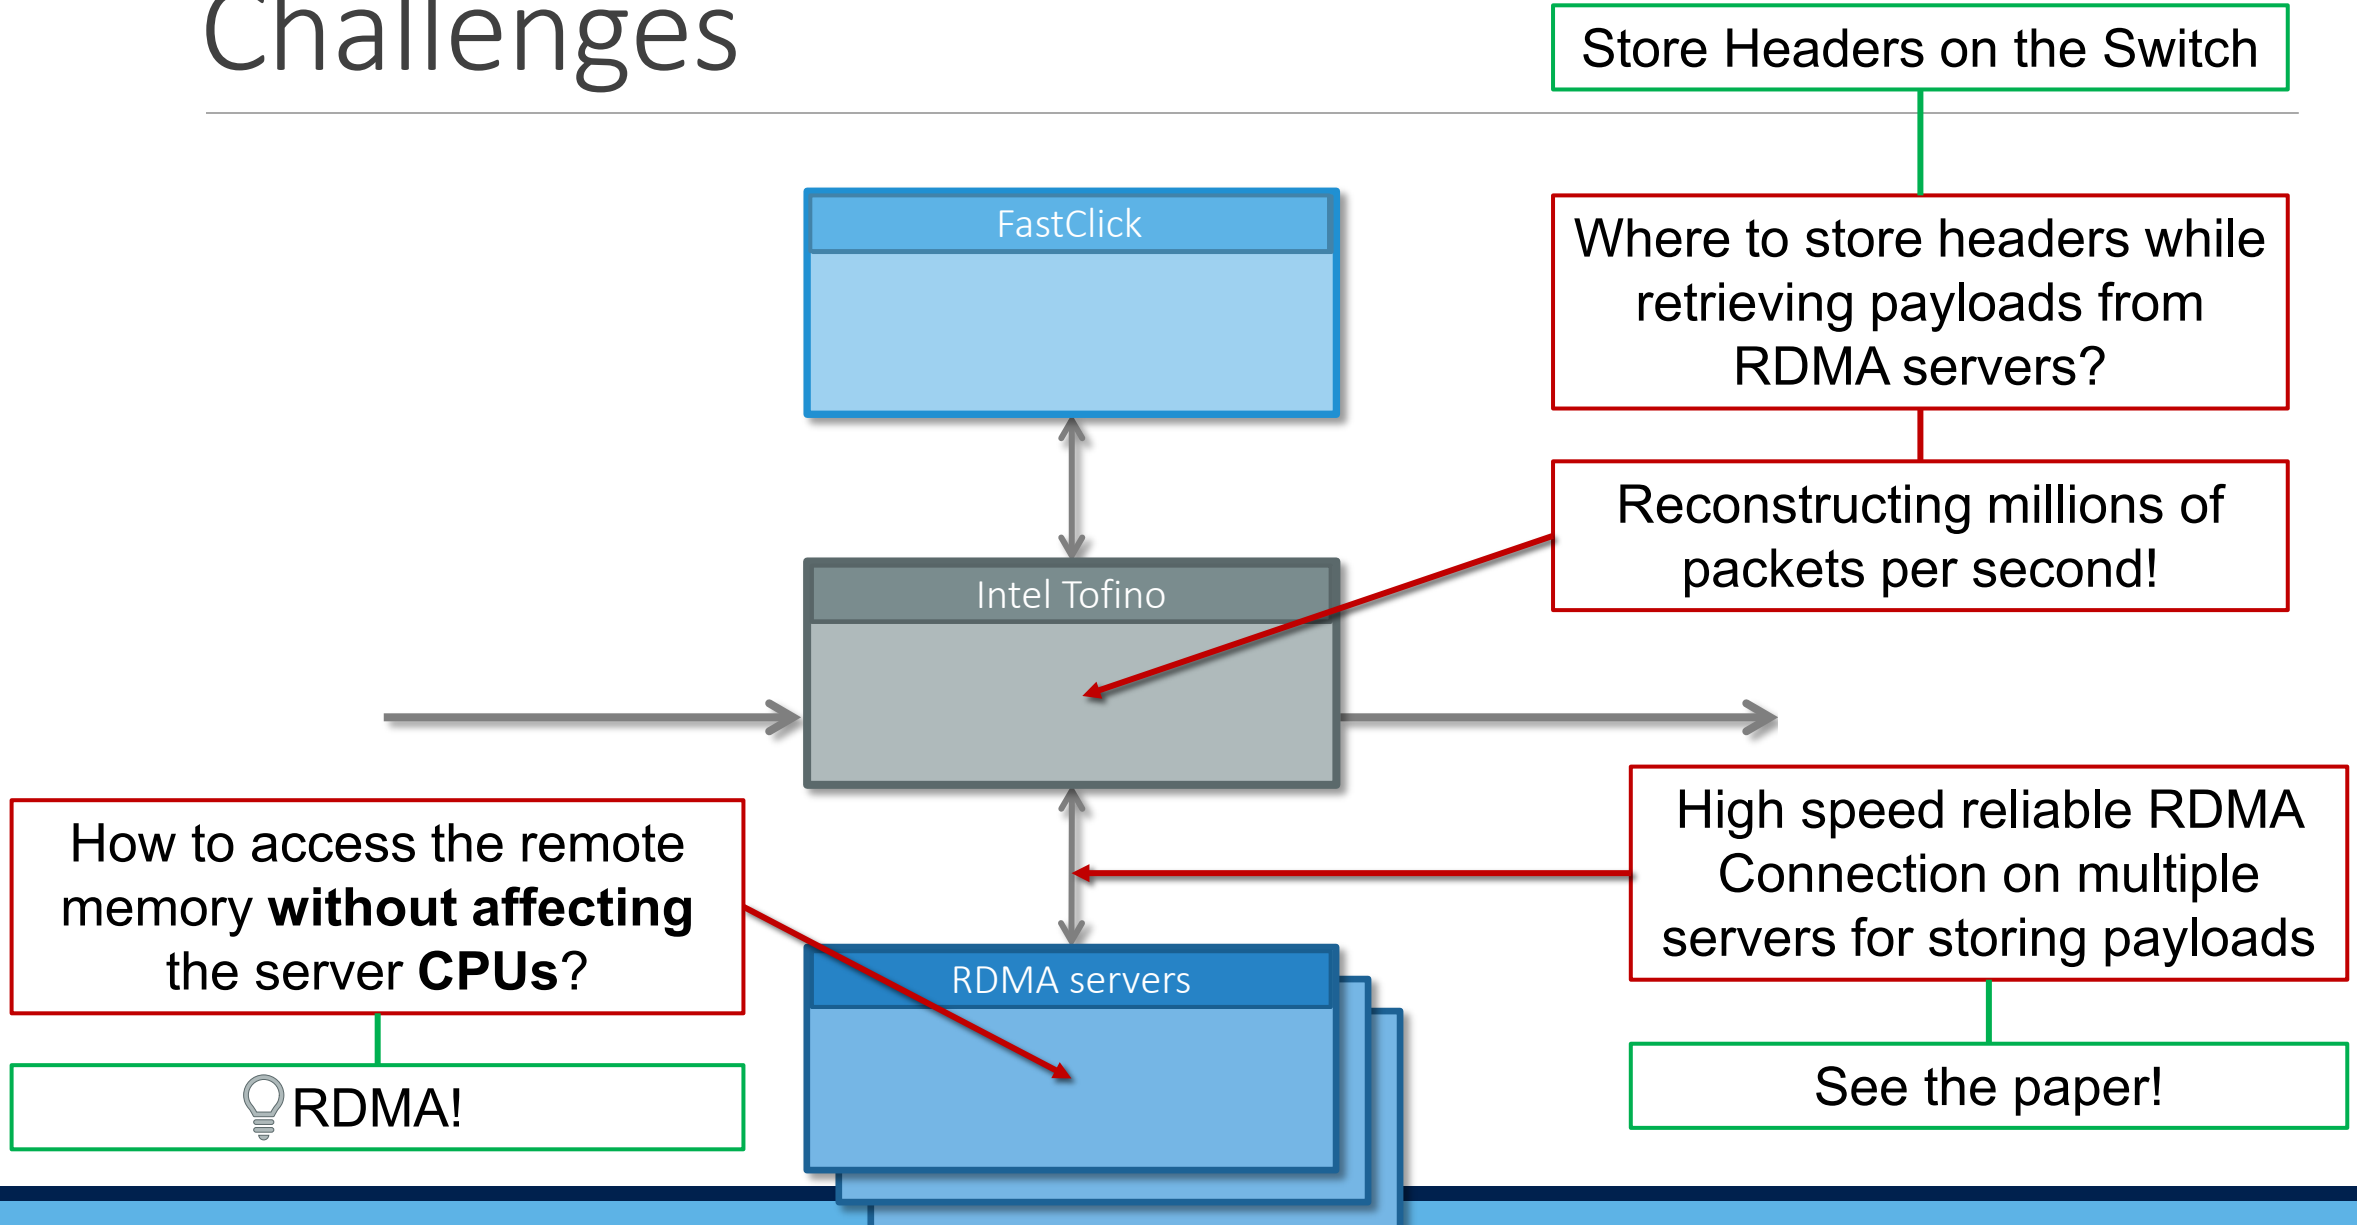 Challenges
Store Headers on the Switch
FastClick
Where to store headers while
retrieving payloads from
RDMA servers?
Reconstructing millions of
packets per second!
Intel Tofino
How to access the remote
memory without affecting
the server CPUs?
RDMA!
High speed reliable RDMA
Connection on multiple
servers for storing payloads
RDMA servers
See the paper!